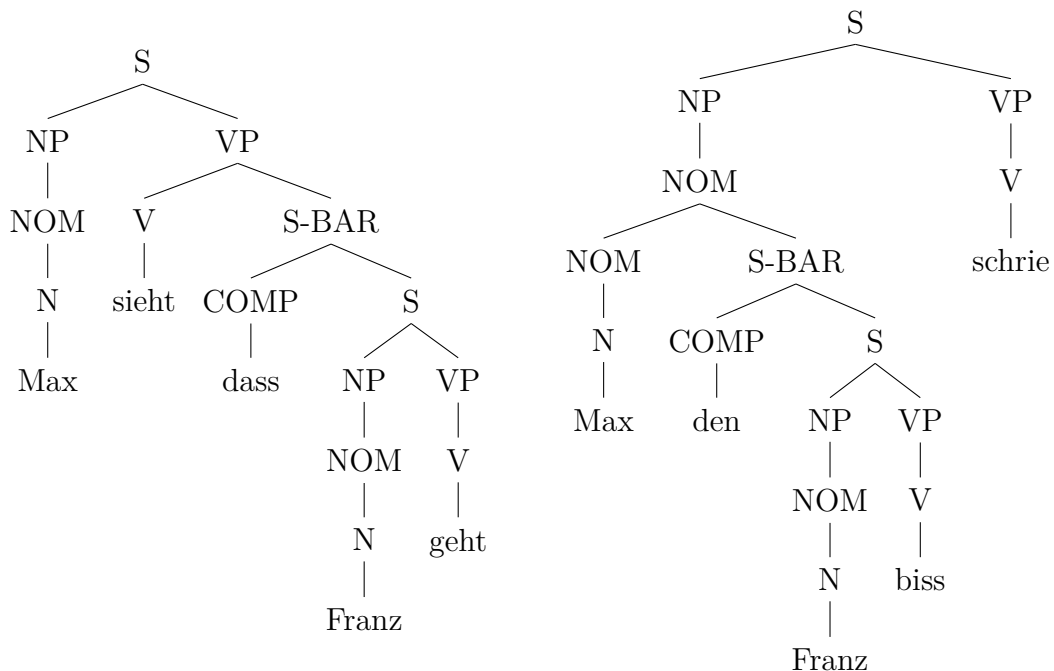 S
NP VP
NOM V S-BAR
N sieht COMP S
Max dass NP VP
NOM V
N geht
Franz
S
NP VP
NOM V
NOM S-BAR schrie
N COMP S
Max den NP VP
NOM V
N biss
Franz